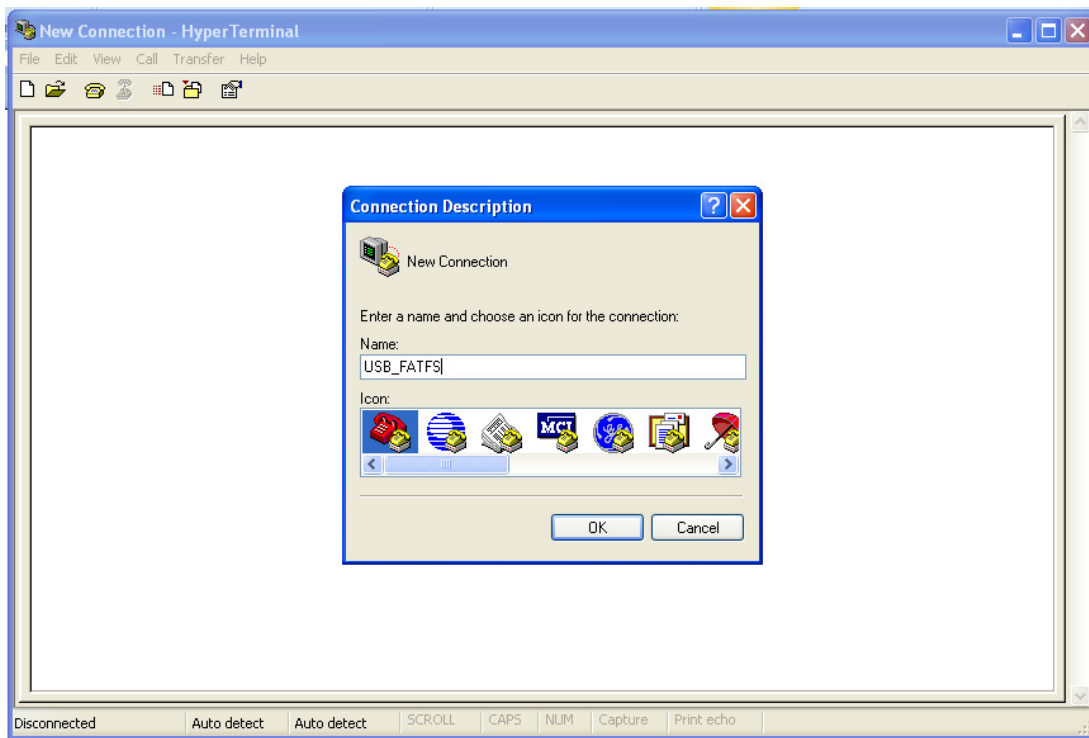 New Connection - HyperTerminal
File Edit View Call Transfer Help
Connection Description
New Connection
Enter a name and choose an icon for the connection:
Name:
USB_FATFS
Icon:
MCI
OK Cancel
Disconnected Auto detect Auto detect SCROLL CAPS NUM Capture Print echo